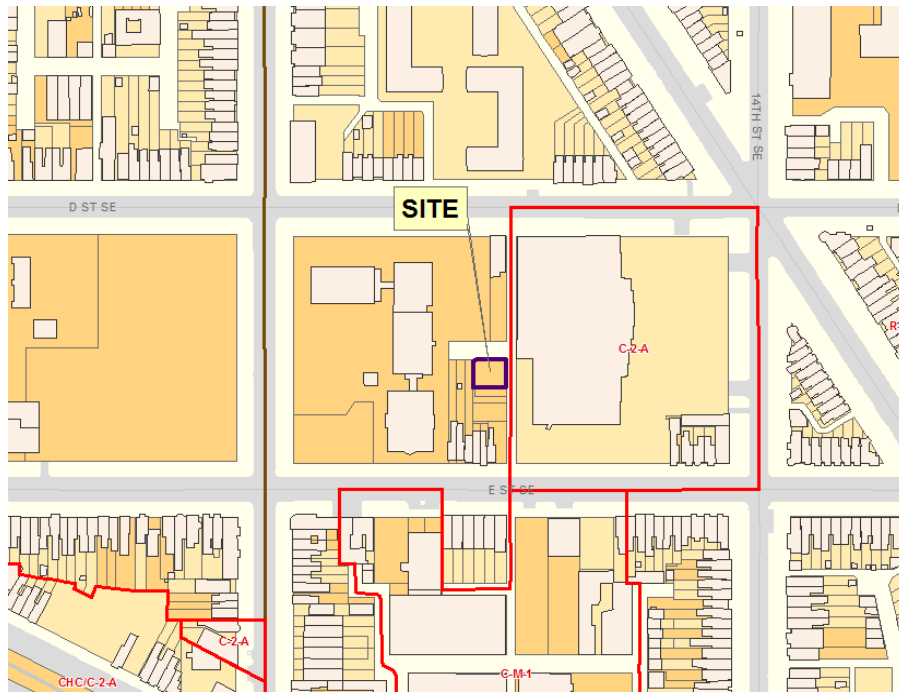 14TH ST SE
D ST SE
SITE
C-2-A
R-
E ST SE
C-2-A
CHC/C-2-A
C-M-1